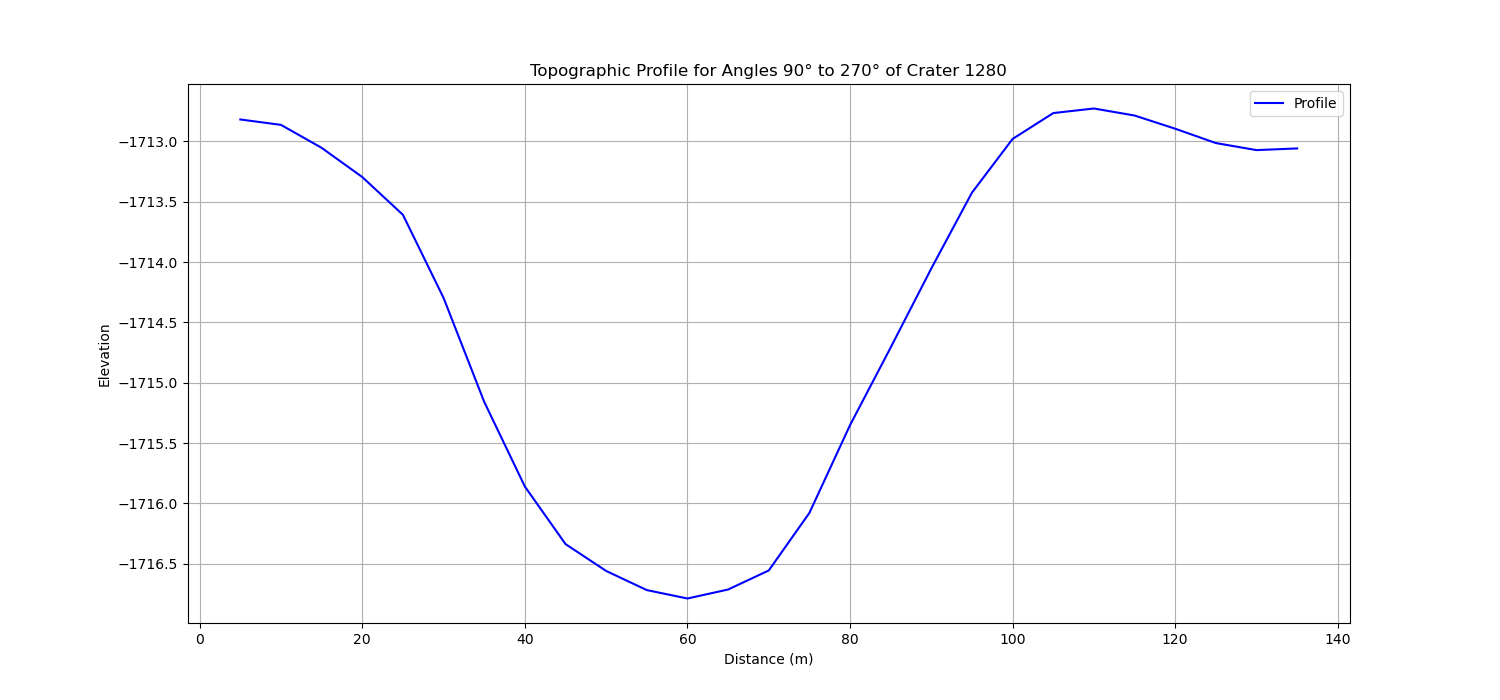 Topographic Profile for Angles 90° to 270° of Crater 1280
Profile
−1713.0
−1713.5
−1714.0
−1714.5
−1715.0
−1715.5
−1716.0
−1716.5
Elevation
0 20 40 60 80 100 120 140
Distance (m)